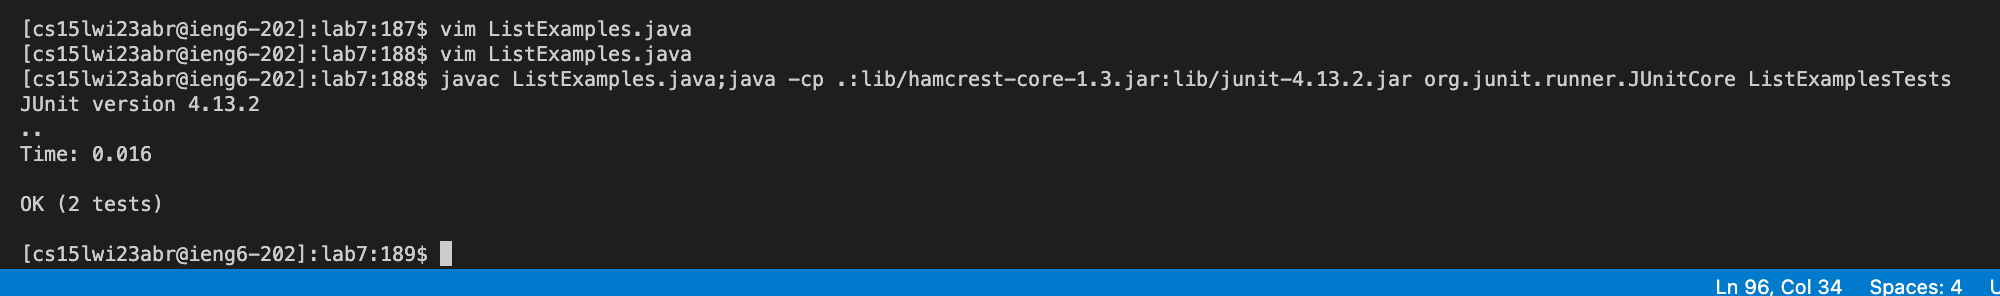 [cs15lwi23abr@ieng6-202]:lab7:187$ vim ListExamples.java
[cs15lwi23abr@ieng6-202]:lab7:188$ vim ListExamples.java
[cs15lwi23abr@ieng6-202]:lab7:188$ javac ListExamples.java;java -cp .:lib/hamcrest-core-1.3.jar:lib/junit-4.13.2.jar org.junit.runner.JUnitCore ListExamplesTests
JUnit version 4.13.2
..
Time: 0.016
OK (2 tests)
[cs15lwi23abr@ieng6-202]:lab7:189$
Ln 96, Col 34 Spaces: 4